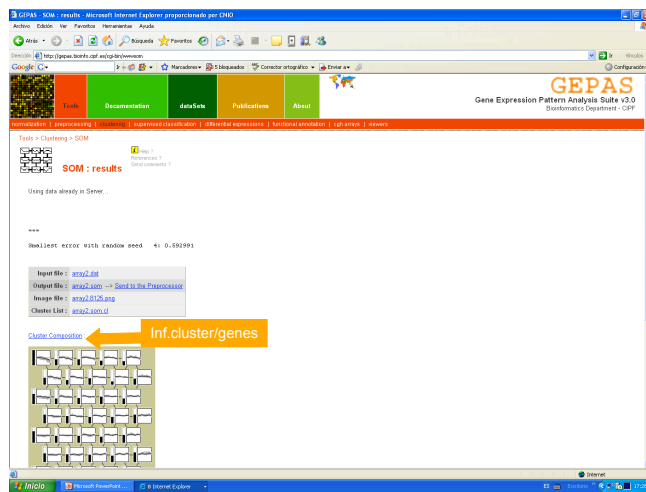 GEPAS - SOM : results - Microsoft Internet Explorer proporcionado por CNIO
Archivo Edición Ver Favoritos Herramientas Ayuda
Atrás Búsqueda Favoritos
Dirección http://gepas.bioinfo.cipf.es/cgi-bin/wwwsom Ir Vínculos
Google G Ir Marcadores 5 bloqueados Corrector ortográfico Enviar a Configuración
Tools Documentation dataSets Publications About
GEPAS
Gene Expression Pattern Analysis Suite v3.0
Bioinformatics Department - CIPF
normalization | preprocessing | clustering | supervised classification | differential expressions | functional annotation | cgh arrays | viewers
Tools > Clustering > SOM
SOM : results
Help ?
References ?
Send comments ?
Using data already in Server...
===
Smallest error with random seed 4: 0.592991
Input file : array2.dat
Output file : array2.som --> Send to the Preprocessor
Image file : array2.8125.png
Cluster List : array2.som.cl
Cluster Composition
Inf.cluster/genes
Internet
Inicio Microsoft PowerPoint ... 8 Internet Explorer ES Escritorio 17:26